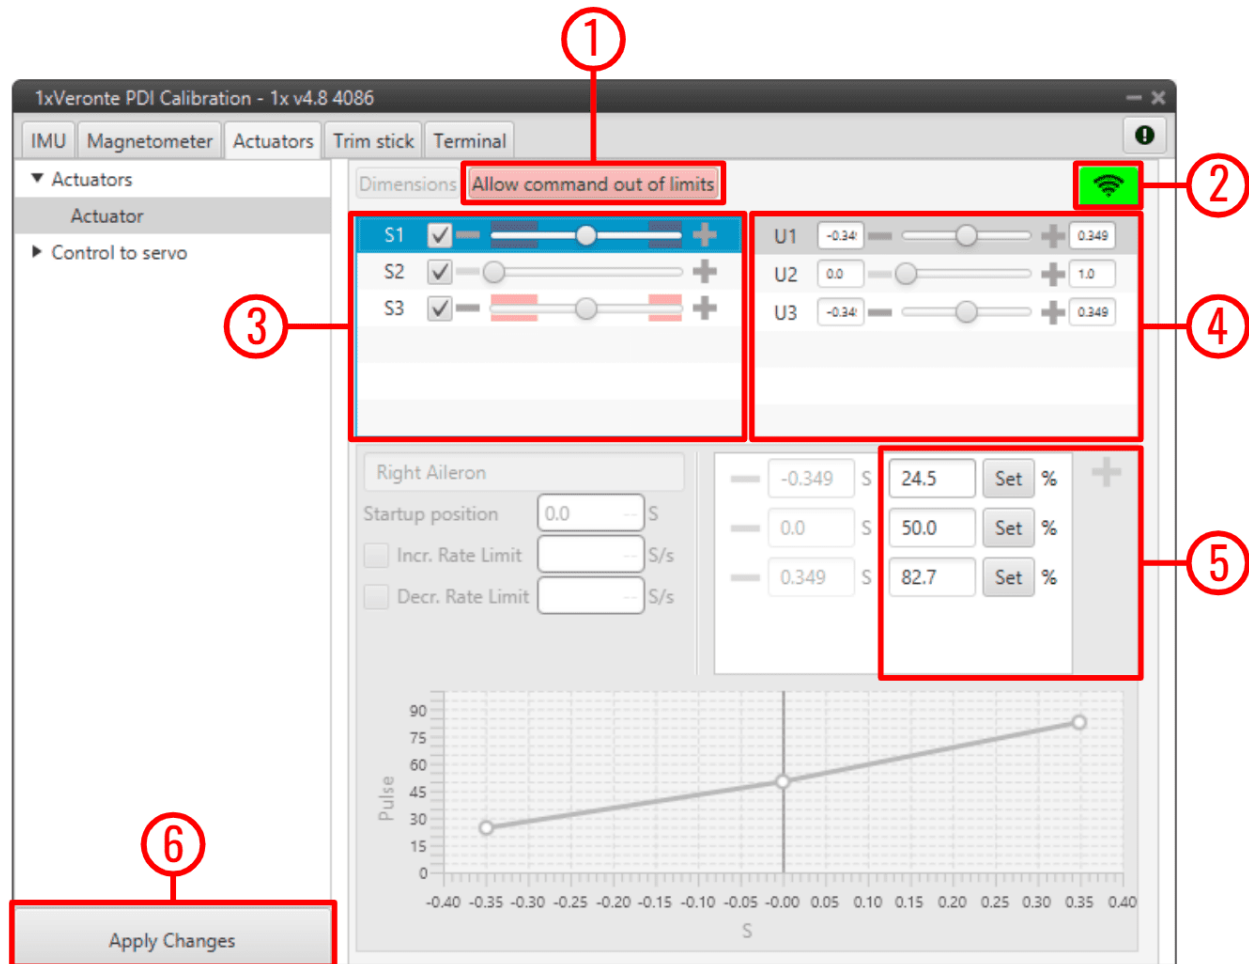 1
1xVeronte PDI Calibration - 1x v4.8 4086
IMU Magnetometer Actuators Trim stick Terminal
Actuators
Actuator
Control to servo
Dimensions Allow command out of limits
2
S1
S2
S3
U1 -0.34 0.349
U2 0.0 1.0
U3 -0.34 0.349
3
4
Right Aileron
Startup position 0.0 S
Incr. Rate Limit S/s
Decr. Rate Limit S/s
-0.349 S 24.5 Set %
0.0 S 50.0 Set %
0.349 S 82.7 Set %
5
90
75
60
45
30
15
0
Pulse
-0.40 -0.35 -0.30 -0.25 -0.20 -0.15 -0.10 -0.05 -0.00 0.05 0.10 0.15 0.20 0.25 0.30 0.35 0.40
S
6
Apply Changes